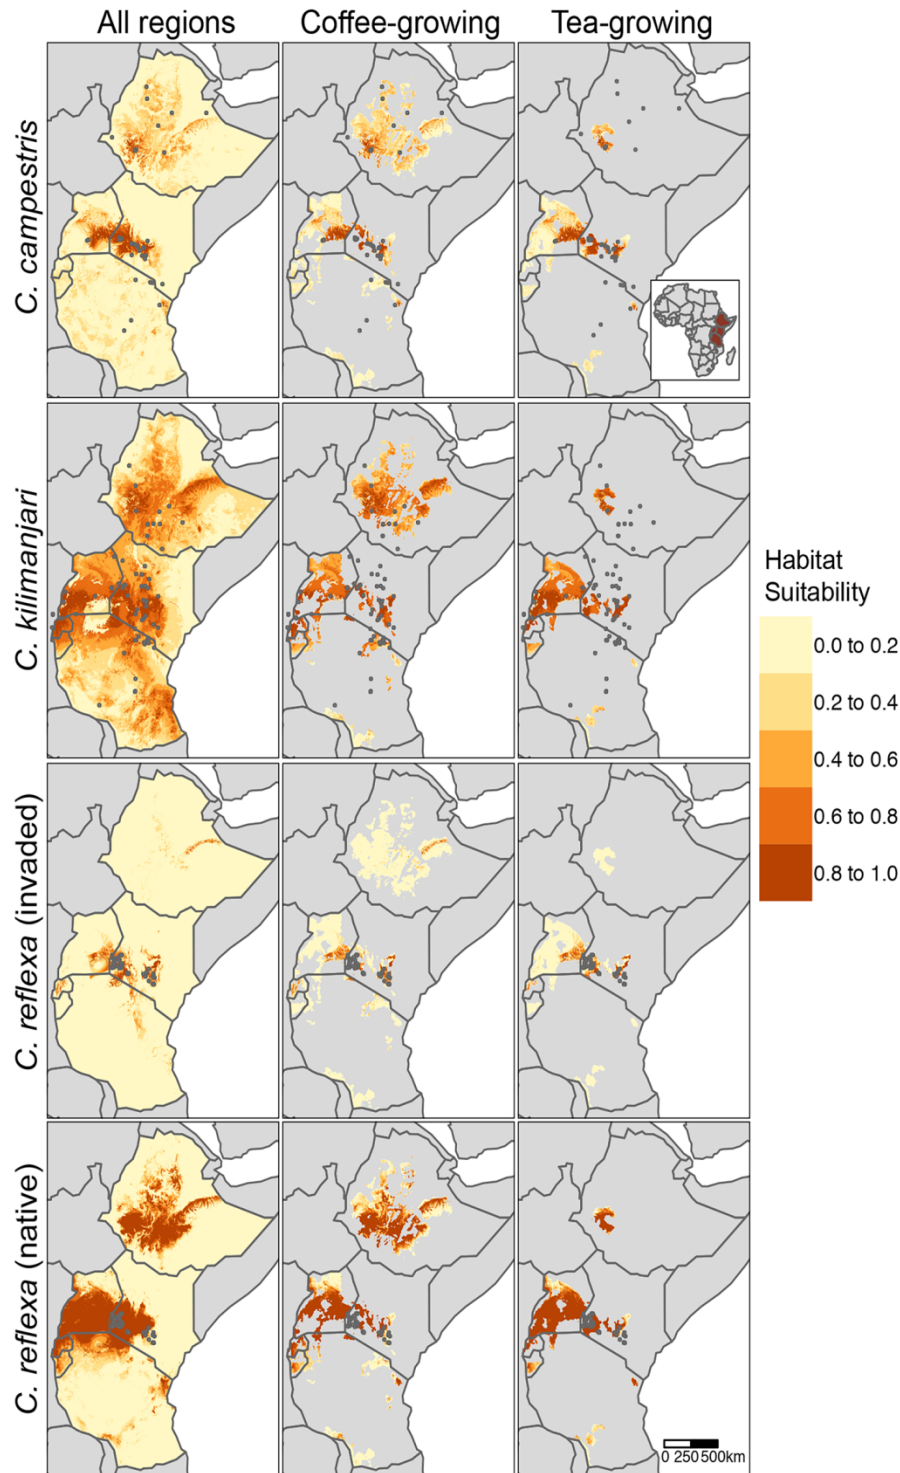 All regions
Coffee-growing
Tea-growing
C. campestris
C. kilimanjari
C. reflexa (invaded)
C. reflexa (native)
Habitat
Suitability
0.0 to 0.2
0.2 to 0.4
0.4 to 0.6
0.6 to 0.8
0.8 to 1.0
0 250 500km